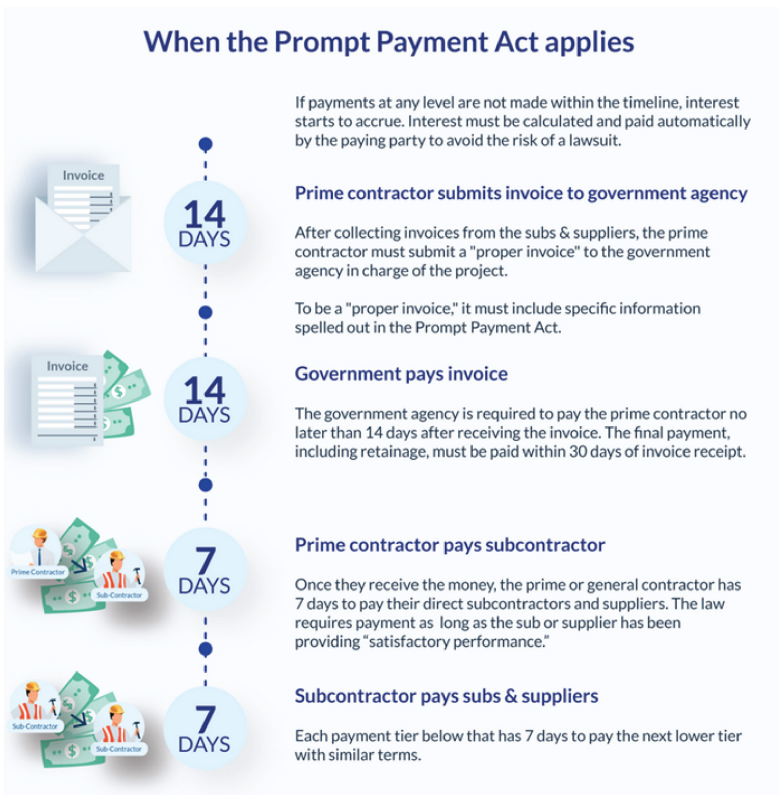 When the Prompt Payment Act applies
If payments at any level are not made within the timeline, interest
starts to accrue. Interest must be calculated and paid automatically
by the paying party to avoid the risk of a lawsuit.
Invoice
14
DAYS
Prime contractor submits invoice to government agency
After collecting invoices from the subs & suppliers, the prime
contractor must submit a "proper invoice" to the government
agency in charge of the project.
To be a "proper invoice," it must include specific information
spelled out in the Prompt Payment Act.
Invoice
14
DAYS
Government pays invoice
The government agency is required to pay the prime contractor no
later than 14 days after receiving the invoice. The final payment,
including retainage, must be paid within 30 days of invoice receipt.
Prime Contractor
Sub-Contractor
7
DAYS
Prime contractor pays subcontractor
Once they receive the money, the prime or general contractor has
7 days to pay their direct subcontractors and suppliers. The law
requires payment as long as the sub or supplier has been
providing “satisfactory performance.”
Sub-Contractor
Sub-Contractor
7
DAYS
Subcontractor pays subs & suppliers
Each payment tier below that has 7 days to pay the next lower tier
with similar terms.